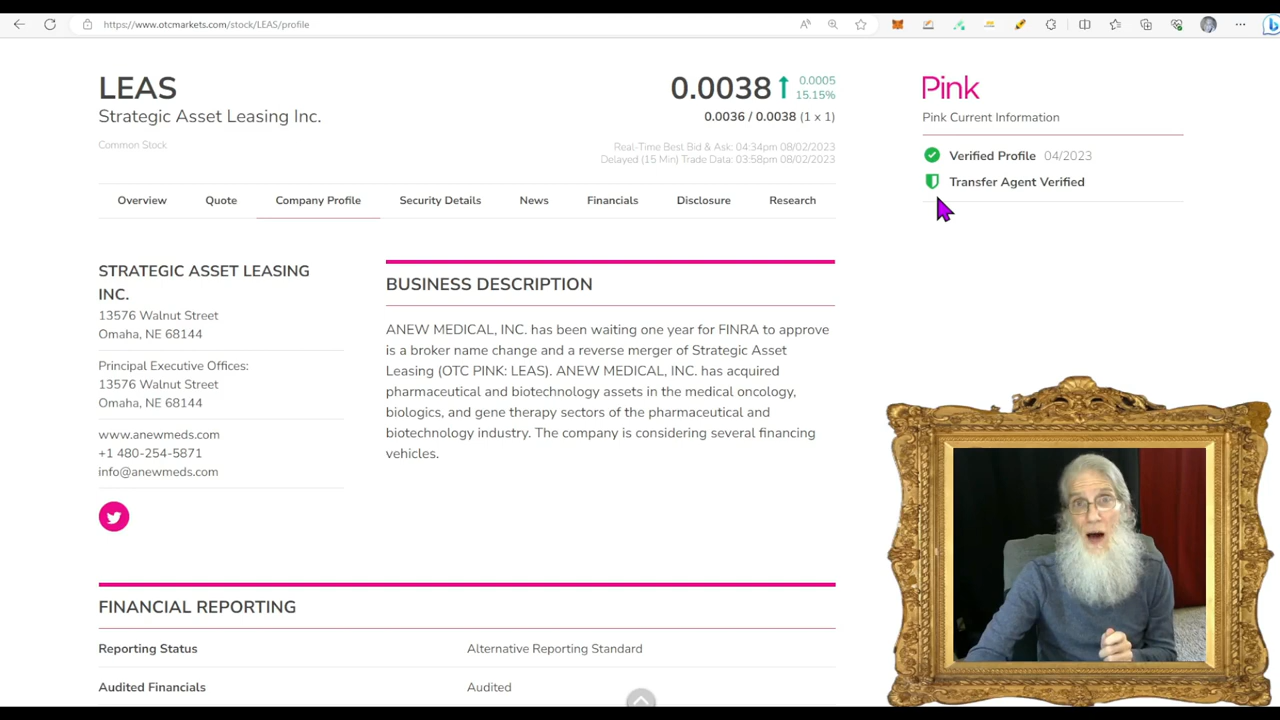 https://www.otcmarkets.com/stock/LEAS/profile
LEAS
Strategic Asset Leasing Inc.
Common Stock
0.0038
0.0005
15.15%
0.0036 / 0.0038 (1 x 1)
Real-Time Best Bid & Ask: 04:34pm 08/02/2023
Delayed (15 Min) Trade Data: 03:58pm 08/02/2023
Pink
Pink Current Information
Verified Profile 04/2023
Transfer Agent Verified
Overview Quote Company Profile Security Details News Financials Disclosure Research
STRATEGIC ASSET LEASING
INC.
13576 Walnut Street
Omaha, NE 68144
Principal Executive Offices:
13576 Walnut Street
Omaha, NE 68144
www.anewmeds.com
+1 480-254-5871
info@anewmeds.com
BUSINESS DESCRIPTION
ANEW MEDICAL, INC. has been waiting one year for FINRA to approve
is a broker name change and a reverse merger of Strategic Asset
Leasing (OTC PINK: LEAS). ANEW MEDICAL, INC. has acquired
pharmaceutical and biotechnology assets in the medical oncology,
biologics, and gene therapy sectors of the pharmaceutical and
biotechnology industry. The company is considering several financing
vehicles.
FINANCIAL REPORTING
Reporting Status Alternative Reporting Standard
Audited Financials Audited